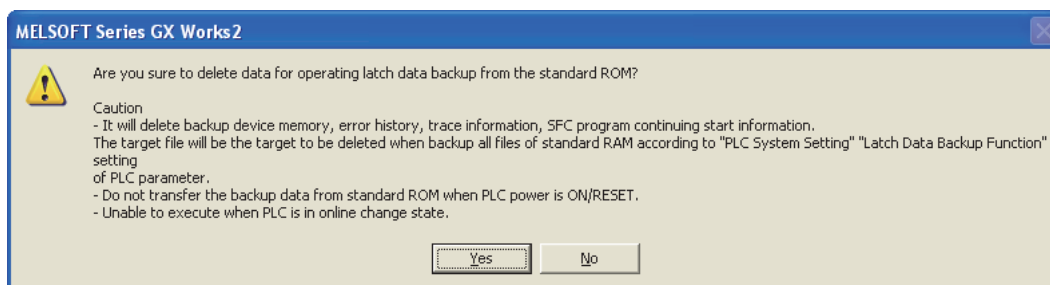 MELSOFT Series GX Works2
Are you sure to delete data for operating latch data backup from the standard ROM?
Caution
- It will delete backup device memory, error history, trace information, SFC program continuing start information.
The target file will be the target to be deleted when backup all files of standard RAM according to "PLC System Setting" "Latch Data Backup Function"
setting
of PLC parameter.
- Do not transfer the backup data from standard ROM when PLC power is ON/RESET.
- Unable to execute when PLC is in online change state.
Yes No